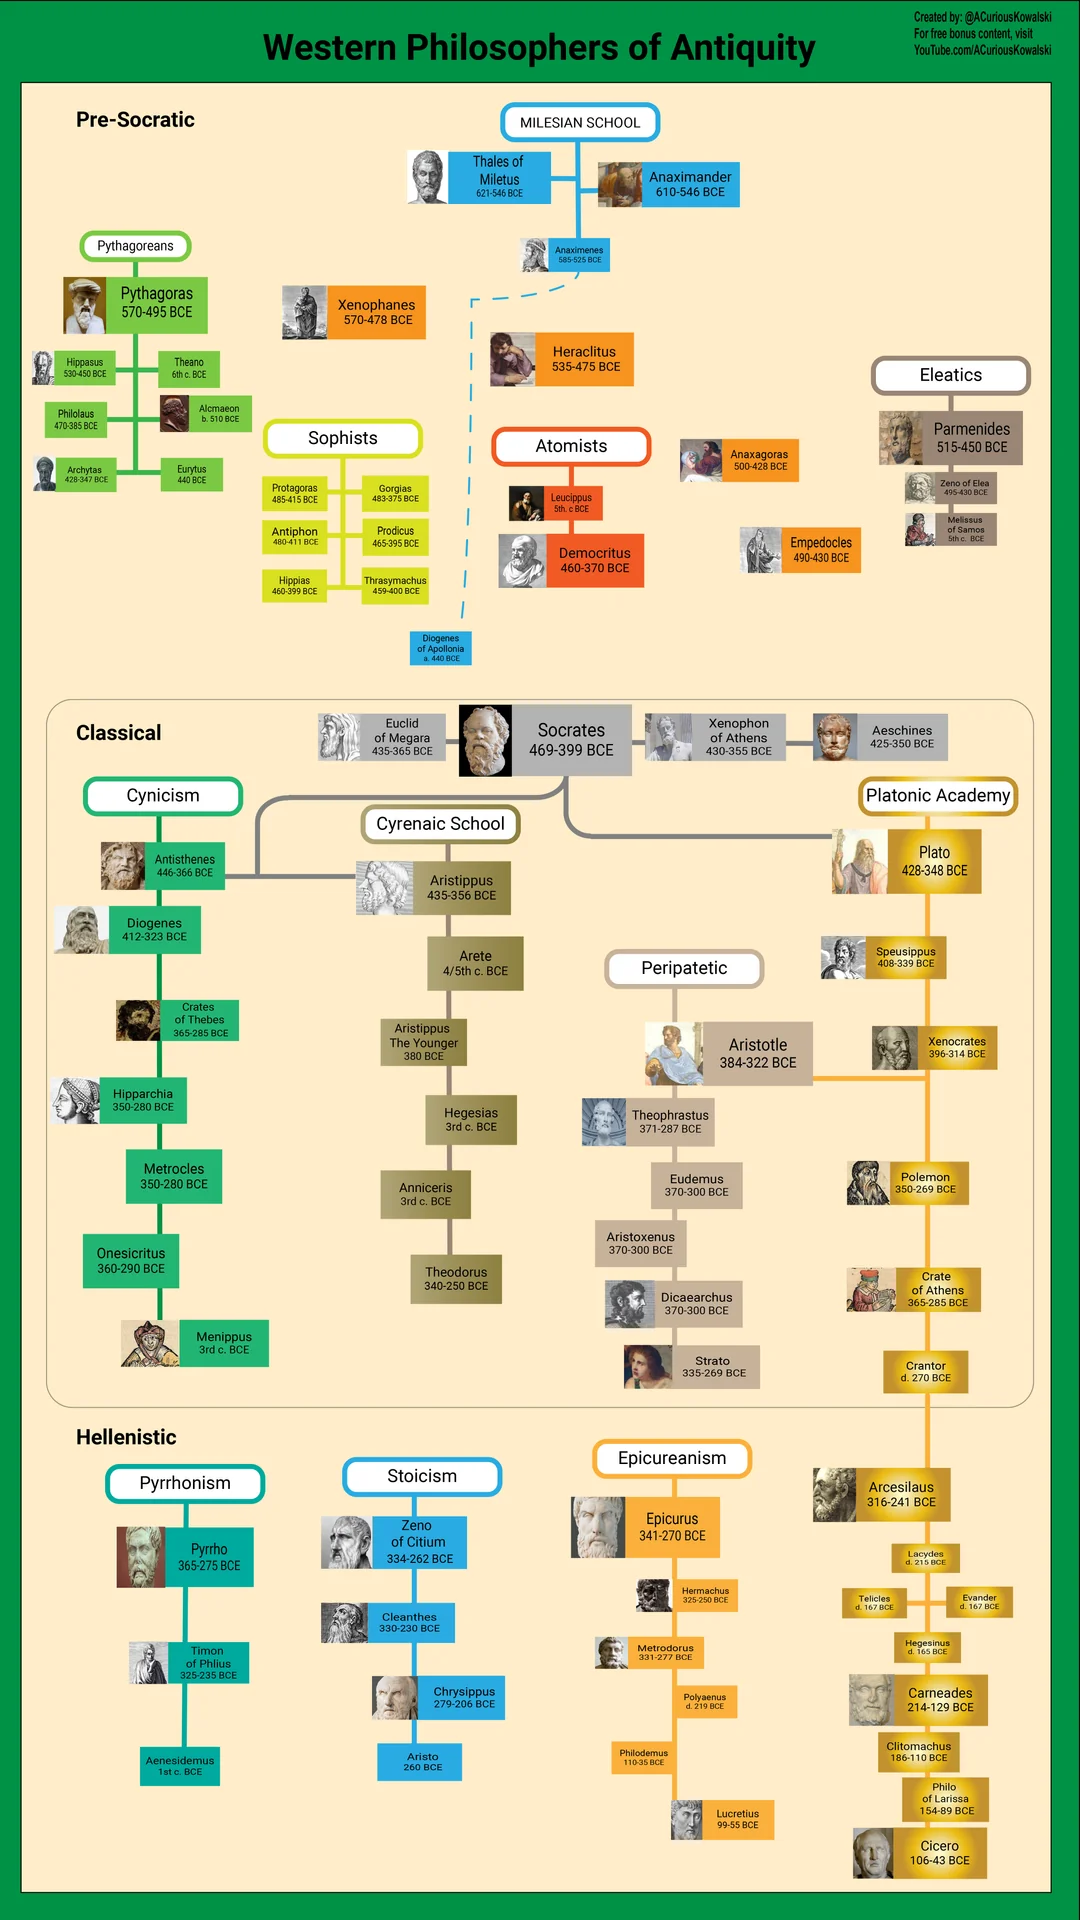 Western Philosophers of Antiquity
Created by: @ACuriousKowalski
For free bonus content, visit
YouTube.com/ACuriousKowalski
Pre-Socratic
MILESIAN SCHOOL
Thales of
Miletus
621-546 BCE
Anaximander
610-546 BCE
Anaximenes
585-525 BCE
Pythagoreans
Pythagoras
570-495 BCE
Hippasus
530-450 BCE
Theano
6th c. BCE
Philolaus
470-385 BCE
Alcmaeon
b. 510 BCE
Archytas
428-347 BCE
Eurytus
440 BCE
Xenophanes
570-478 BCE
Heraclitus
535-475 BCE
Sophists
Protagoras
485-415 BCE
Gorgias
483-375 BCE
Antiphon
480-411 BCE
Prodicus
465-395 BCE
Hippias
460-399 BCE
Thrasymachus
459-400 BCE
Atomists
Leucippus
5th. c BCE
Democritus
460-370 BCE
Anaxagoras
500-428 BCE
Empedocles
490-430 BCE
Eleatics
Parmenides
515-450 BCE
Zeno of Elea
495-430 BCE
Melissus
of Samos
5th c. BCE
Diogenes
of Apollonia
a. 440 BCE
Classical
Euclid
of Megara
435-365 BCE
Socrates
469-399 BCE
Xenophon
of Athens
430-355 BCE
Aeschines
425-350 BCE
Cynicism
Antisthenes
446-366 BCE
Diogenes
412-323 BCE
Crates
of Thebes
365-285 BCE
Hipparchia
350-280 BCE
Metrocles
350-280 BCE
Onesicritus
360-290 BCE
Menippus
3rd c. BCE
Cyrenaic School
Aristippus
435-356 BCE
Arete
4/5th c. BCE
Aristippus
The Younger
380 BCE
Hegesias
3rd c. BCE
Anniceris
3rd c. BCE
Theodorus
340-250 BCE
Peripatetic
Aristotle
384-322 BCE
Theophrastus
371-287 BCE
Eudemus
370-300 BCE
Aristoxenus
370-300 BCE
Dicaearchus
370-300 BCE
Strato
335-269 BCE
Platonic Academy
Plato
428-348 BCE
Speusippus
408-339 BCE
Xenocrates
396-314 BCE
Polemon
350-269 BCE
Crate
of Athens
365-285 BCE
Crantor
d. 270 BCE
Hellenistic
Pyrrhonism
Pyrrho
365-275 BCE
Timon
of Phlius
325-235 BCE
Aenesidemus
1st c. BCE
Stoicism
Zeno
of Citium
334-262 BCE
Cleanthes
330-230 BCE
Chrysippus
279-206 BCE
Aristo
260 BCE
Epicureanism
Epicurus
341-270 BCE
Hermachus
325-250 BCE
Metrodorus
331-277 BCE
Polyaenus
d. 219 BCE
Philodemus
110-35 BCE
Lucretius
99-55 BCE
Arcesilaus
316-241 BCE
Lacydes
d. 215 BCE
Telicles
d. 167 BCE
Evander
d. 167 BCE
Hegesinus
d. 165 BCE
Carneades
214-129 BCE
Clitomachus
186-110 BCE
Philo
of Larissa
154-89 BCE
Cicero
106-43 BCE